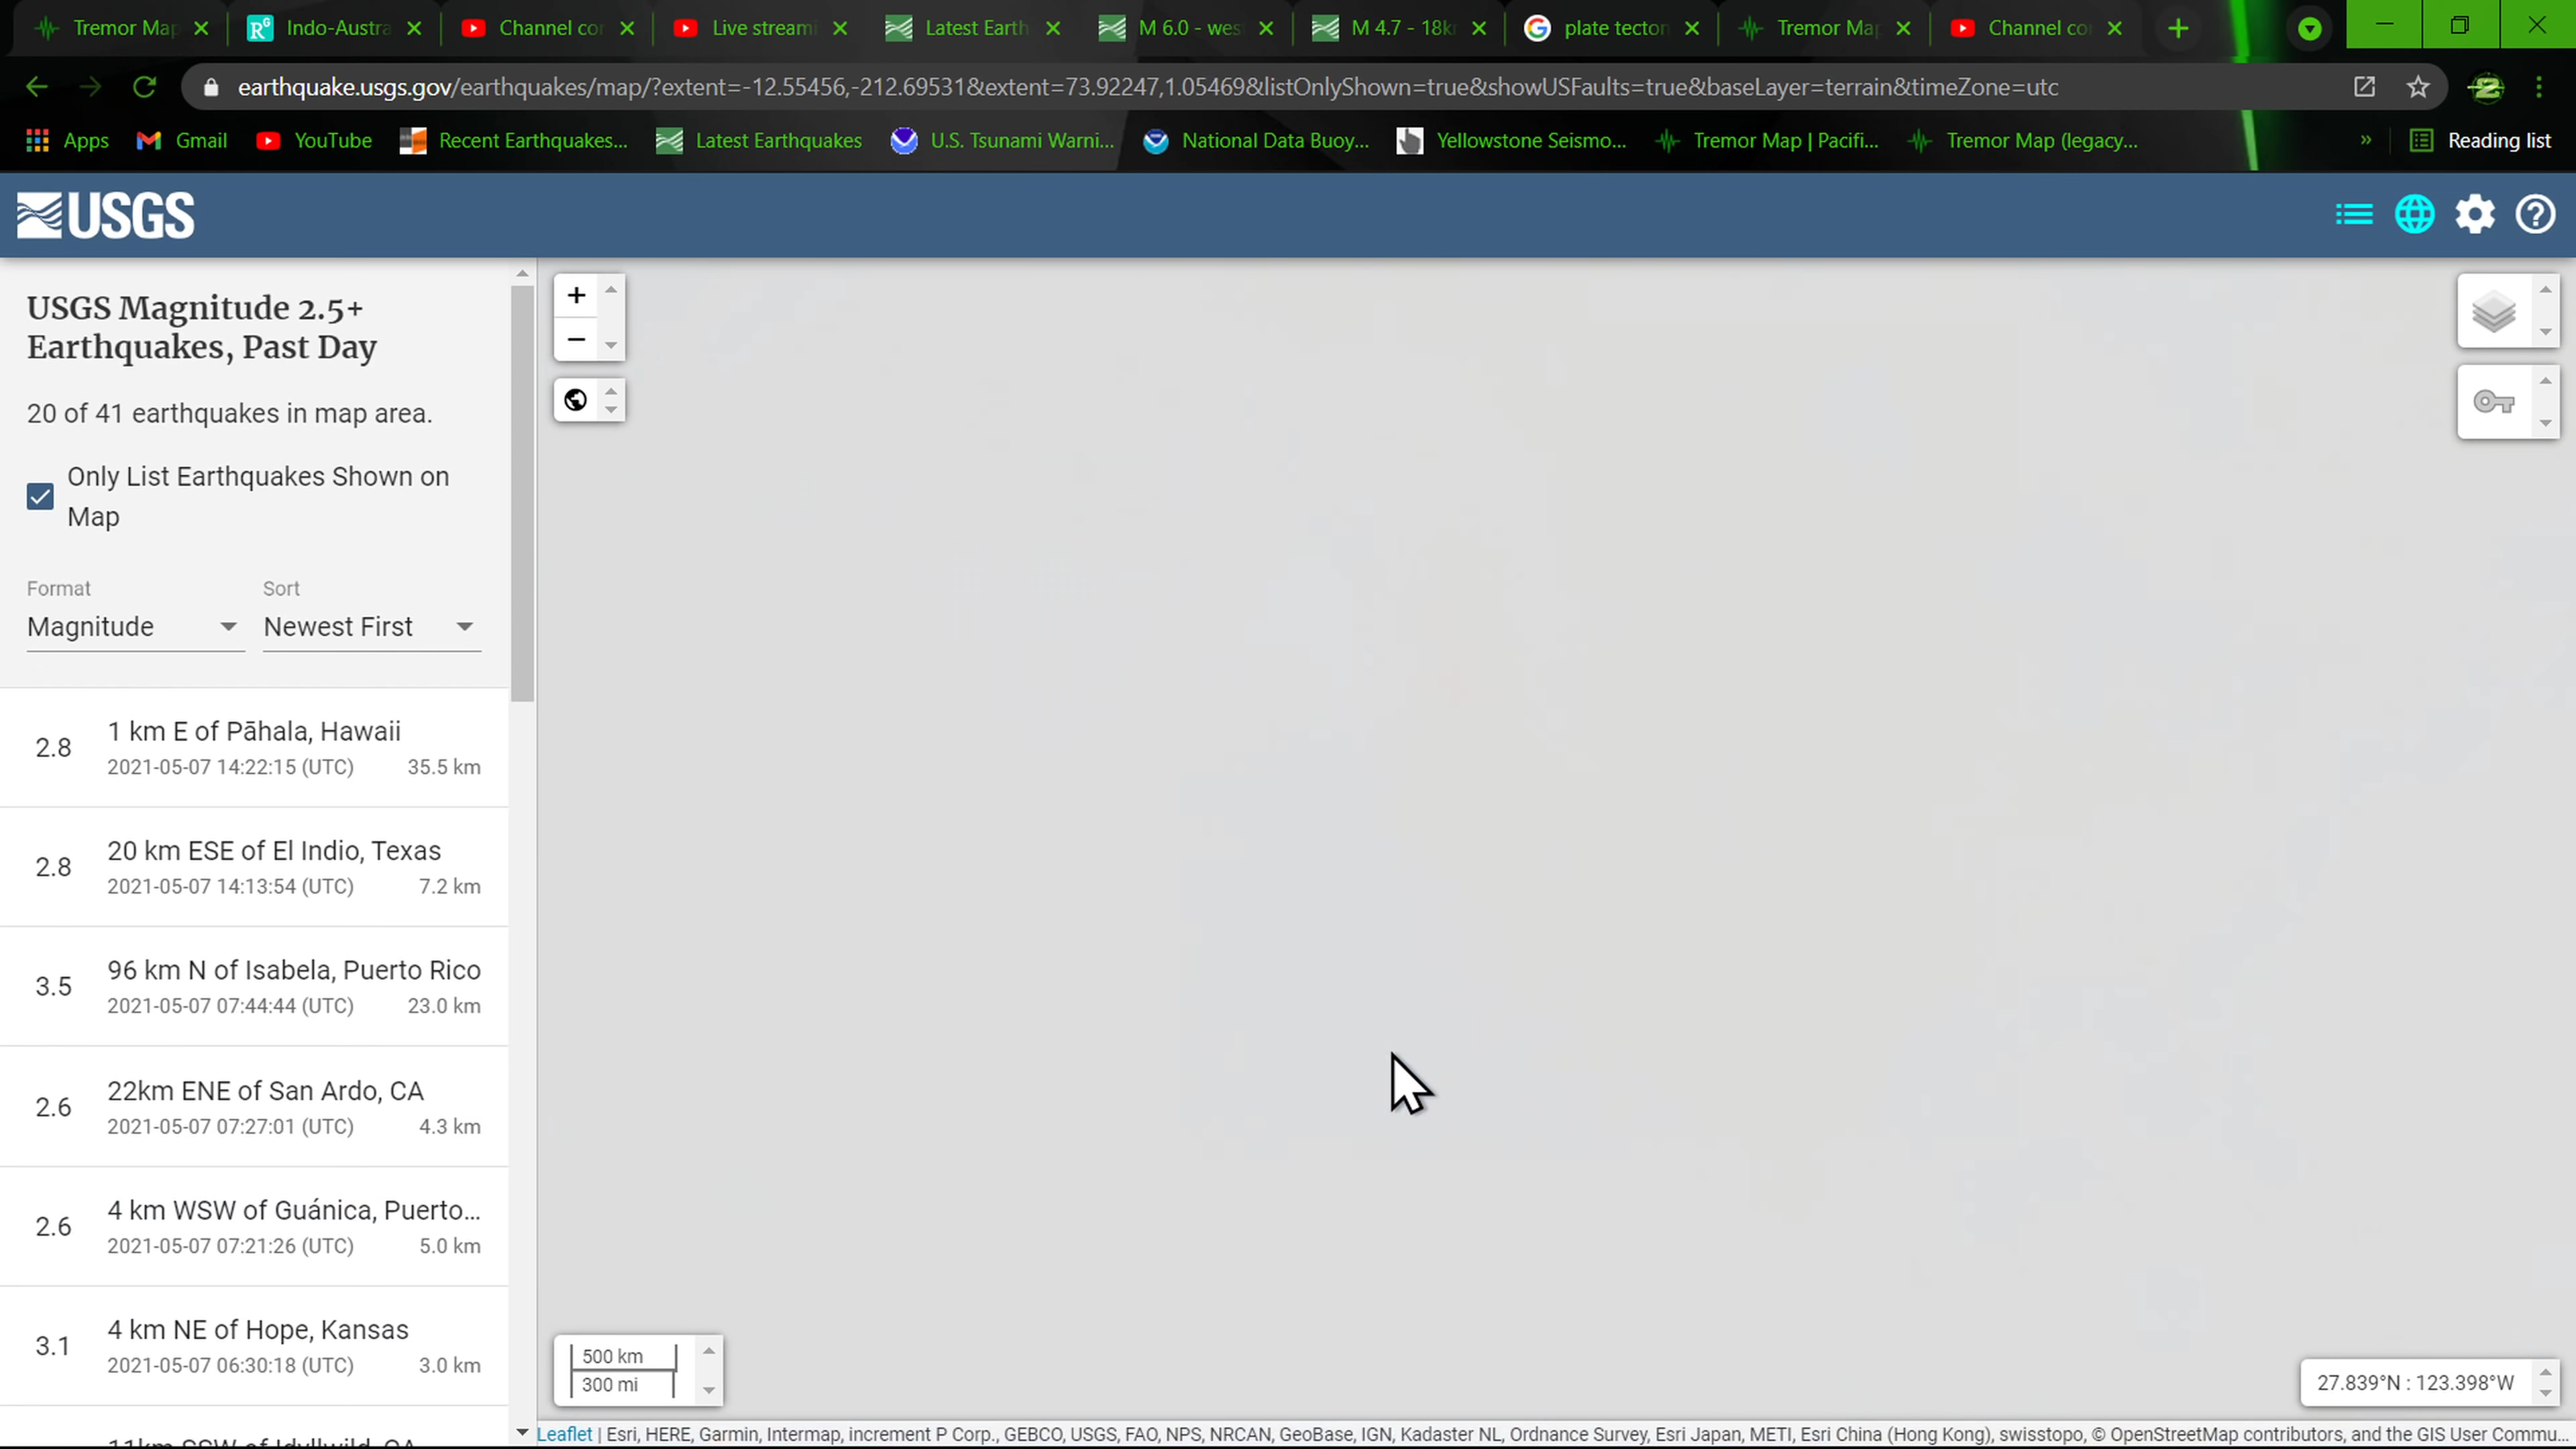 Tremor Map
Indo-Austra
Channel co
Live streami
Latest Earth
M 6.0 - wes
M 4.7 - 18k
plate tecton
Tremor Map
Channel co
earthquake.usgs.gov/earthquakes/map/?extent=-12.55456,-212.69531&extent=73.92247,1.05469&listOnlyShown=true&showUSFaults=true&baseLayer=terrain&timeZone=utc
Apps
Gmail
YouTube
Recent Earthquakes...
Latest Earthquakes
U.S. Tsunami Warni...
National Data Buoy...
Yellowstone Seismo...
Tremor Map | Pacifi...
Tremor Map (legacy...
»
Reading list
USGS
USGS Magnitude 2.5+
Earthquakes, Past Day
20 of 41 earthquakes in map area.
Only List Earthquakes Shown on
Map
Format
Sort
Magnitude
Newest First
2.8
1 km E of Pāhala, Hawaii
2021-05-07 14:22:15 (UTC) 35.5 km
2.8
20 km ESE of El Indio, Texas
2021-05-07 14:13:54 (UTC) 7.2 km
3.5
96 km N of Isabela, Puerto Rico
2021-05-07 07:44:44 (UTC) 23.0 km
2.6
22km ENE of San Ardo, CA
2021-05-07 07:27:01 (UTC) 4.3 km
2.6
4 km WSW of Guánica, Puerto...
2021-05-07 07:21:26 (UTC) 5.0 km
3.1
4 km NE of Hope, Kansas
2021-05-07 06:30:18 (UTC) 3.0 km
11km SSW of Idyllwild, CA
500 km
300 mi
27.839°N : 123.398°W
Leaflet | Esri, HERE, Garmin, Intermap, increment P Corp., GEBCO, USGS, FAO, NPS, NRCAN, GeoBase, IGN, Kadaster NL, Ordnance Survey, Esri Japan, METI, Esri China (Hong Kong), swisstopo, © OpenStreetMap contributors, and the GIS User Commu...